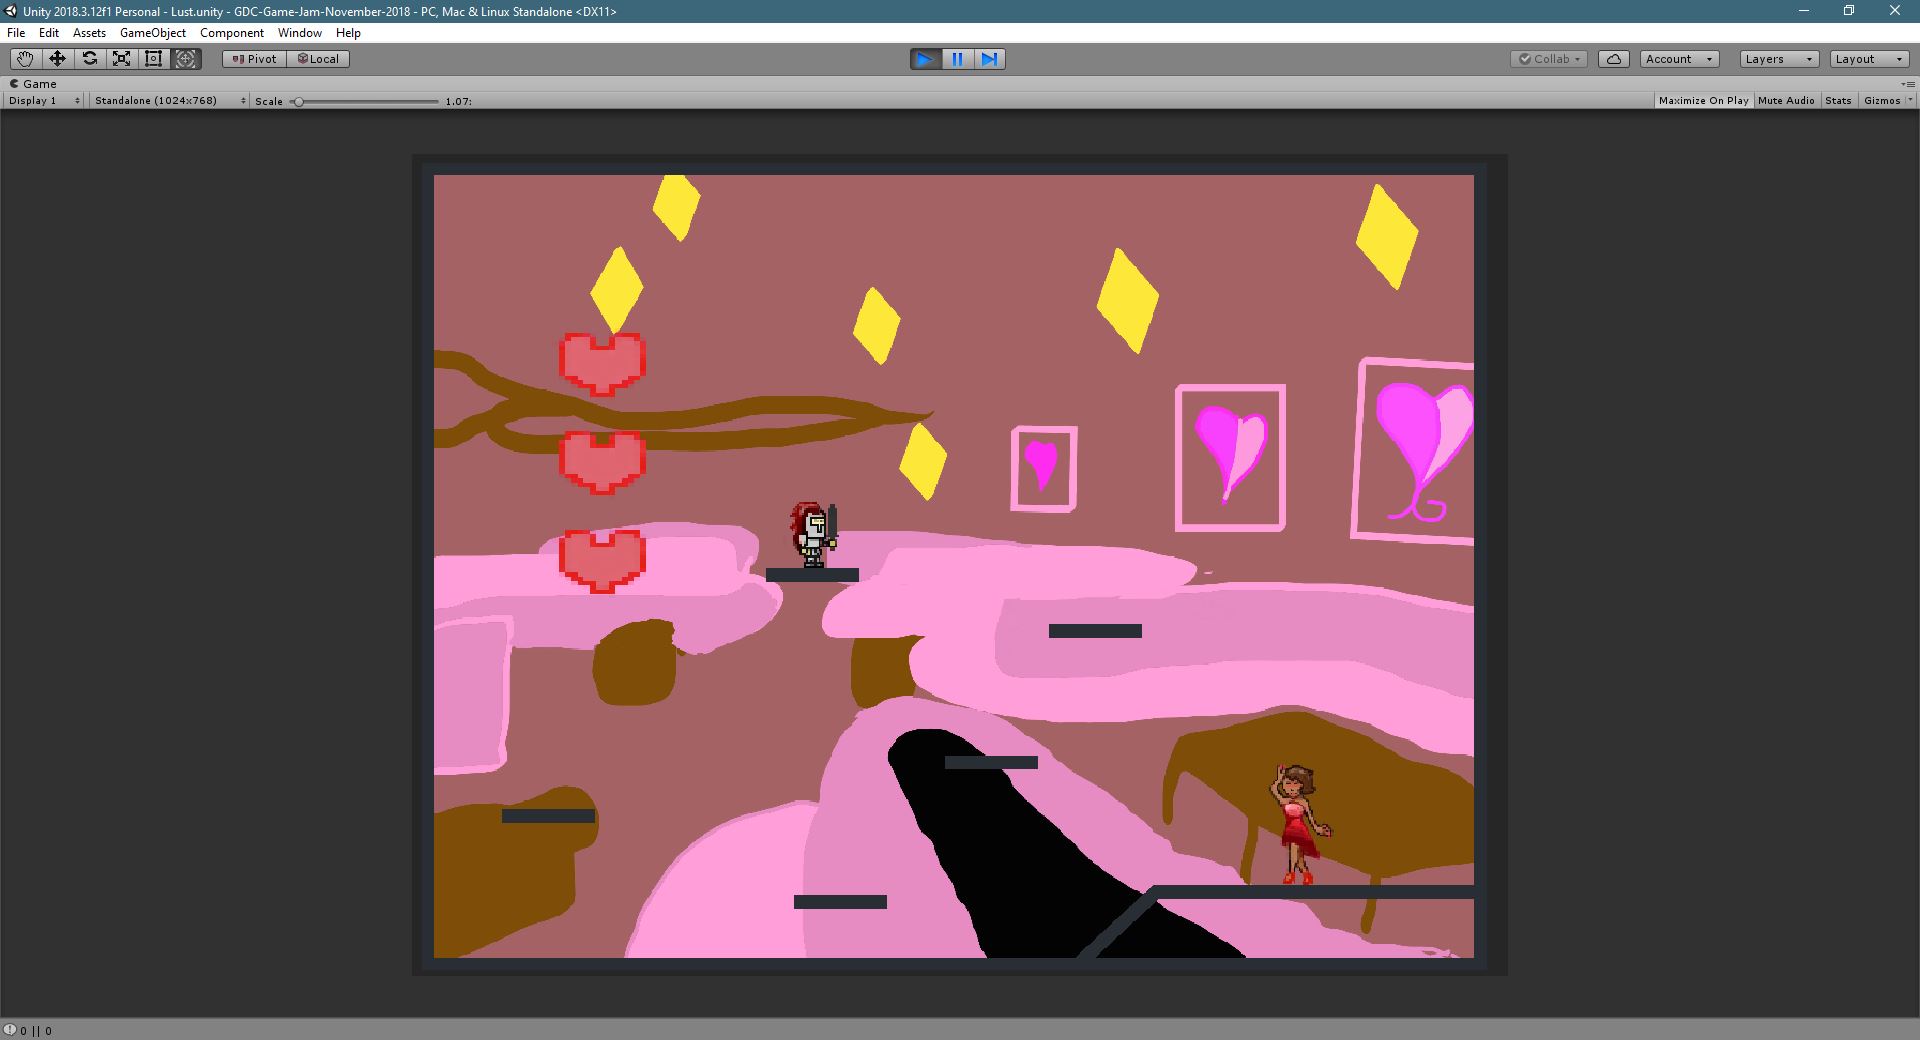 Unity 2018.3.12f1 Personal - Lust.unity - GDC-Game-Jam-November-2018 - PC, Mac & Linux Standalone <DX11>
File Edit Assets GameObject Component Window Help
Pivot Local Collab Account Layers Layout
Game
Display 1 Standalone (1024x768) Scale 1.07: Maximize On Play Mute Audio Stats Gizmos
0 || 0